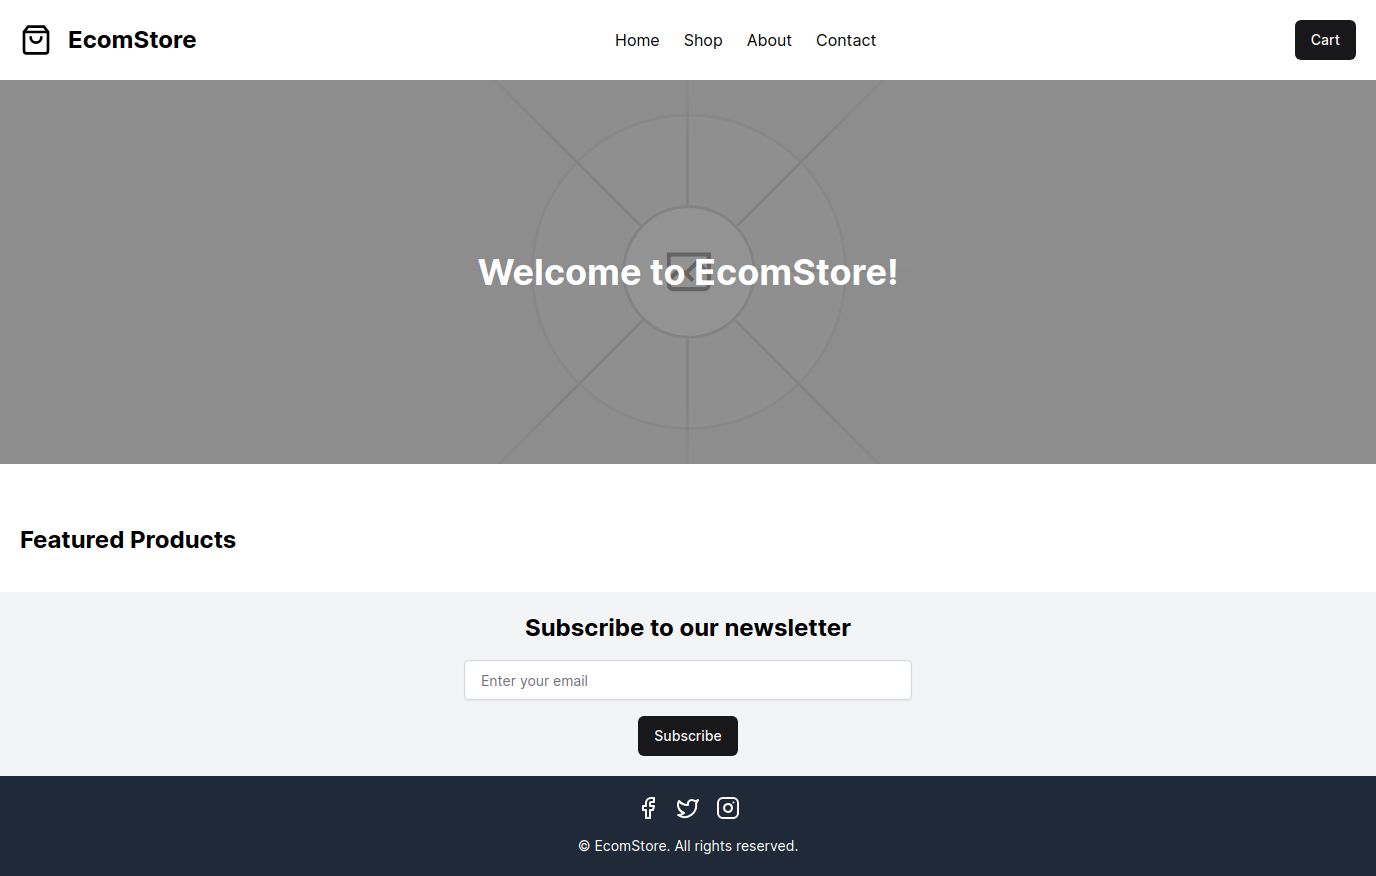 EcomStore
Home Shop About Contact
Cart
Welcome to EcomStore!
Featured Products
Subscribe to our newsletter
Enter your email
Subscribe
© EcomStore. All rights reserved.